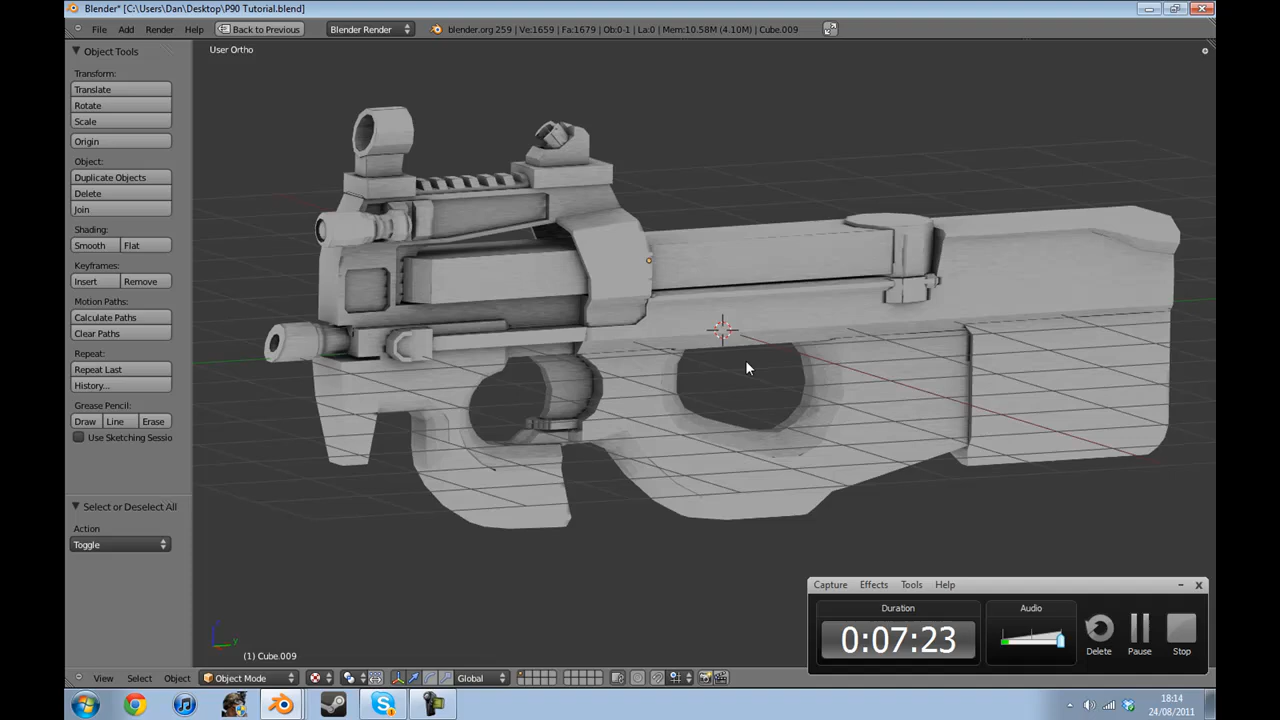 Blender* [C:\Users\Dan\Desktop\P90 Tutorial.blend]
File Add Render Help Back to Previous Blender Render blender.org 259 | Ve:1659 | Fa:1679 | Ob:0-1 | La:0 | Mem:10.58M (4.10M) | Cube.009
Object Tools
User Ortho
Transform:
Translate
Rotate
Scale
Origin
Object:
Duplicate Objects
Delete
Join
Shading:
Smooth Flat
Keyframes:
Insert Remove
Motion Paths:
Calculate Paths
Clear Paths
Repeat:
Repeat Last
History...
Grease Pencil:
Draw Line Erase
Use Sketching Sessio
Select or Deselect All
Action
Toggle
Capture Effects Tools Help
Duration Audio
0:07:23
Delete Pause Stop
z
y
(1) Cube.009
View Select Object Object Mode Global
18:14
24/08/2011